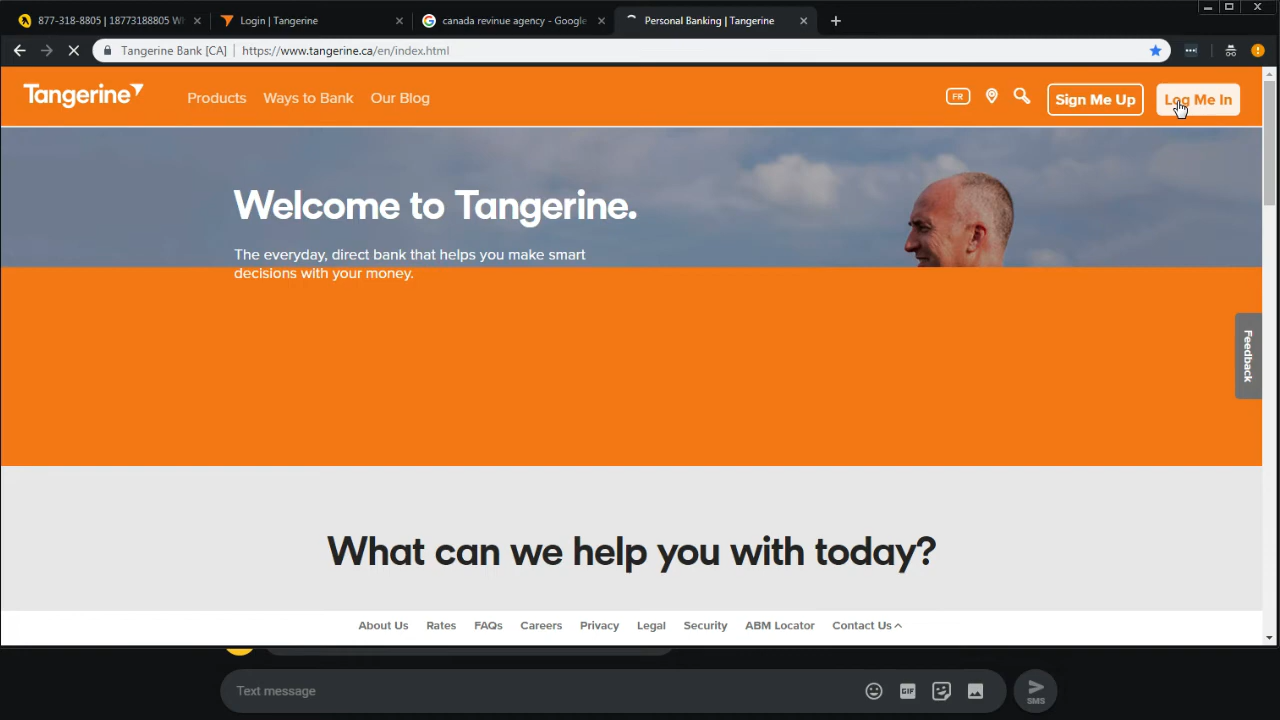 877-318-8805 | 18773188805 W
Login | Tangerine
canada revinue agency - Google
Personal Banking | Tangerine
Tangerine Bank [CA] | https://www.tangerine.ca/en/index.html
Tangerine
Products
Ways to Bank
Our Blog
FR
Sign Me Up
Log Me In
Welcome to Tangerine.
The everyday, direct bank that helps you make smart
decisions with your money.
Feedback
What can we help you with today?
About Us
Rates
FAQs
Careers
Privacy
Legal
Security
ABM Locator
Contact Us
Text message
GIF
SMS